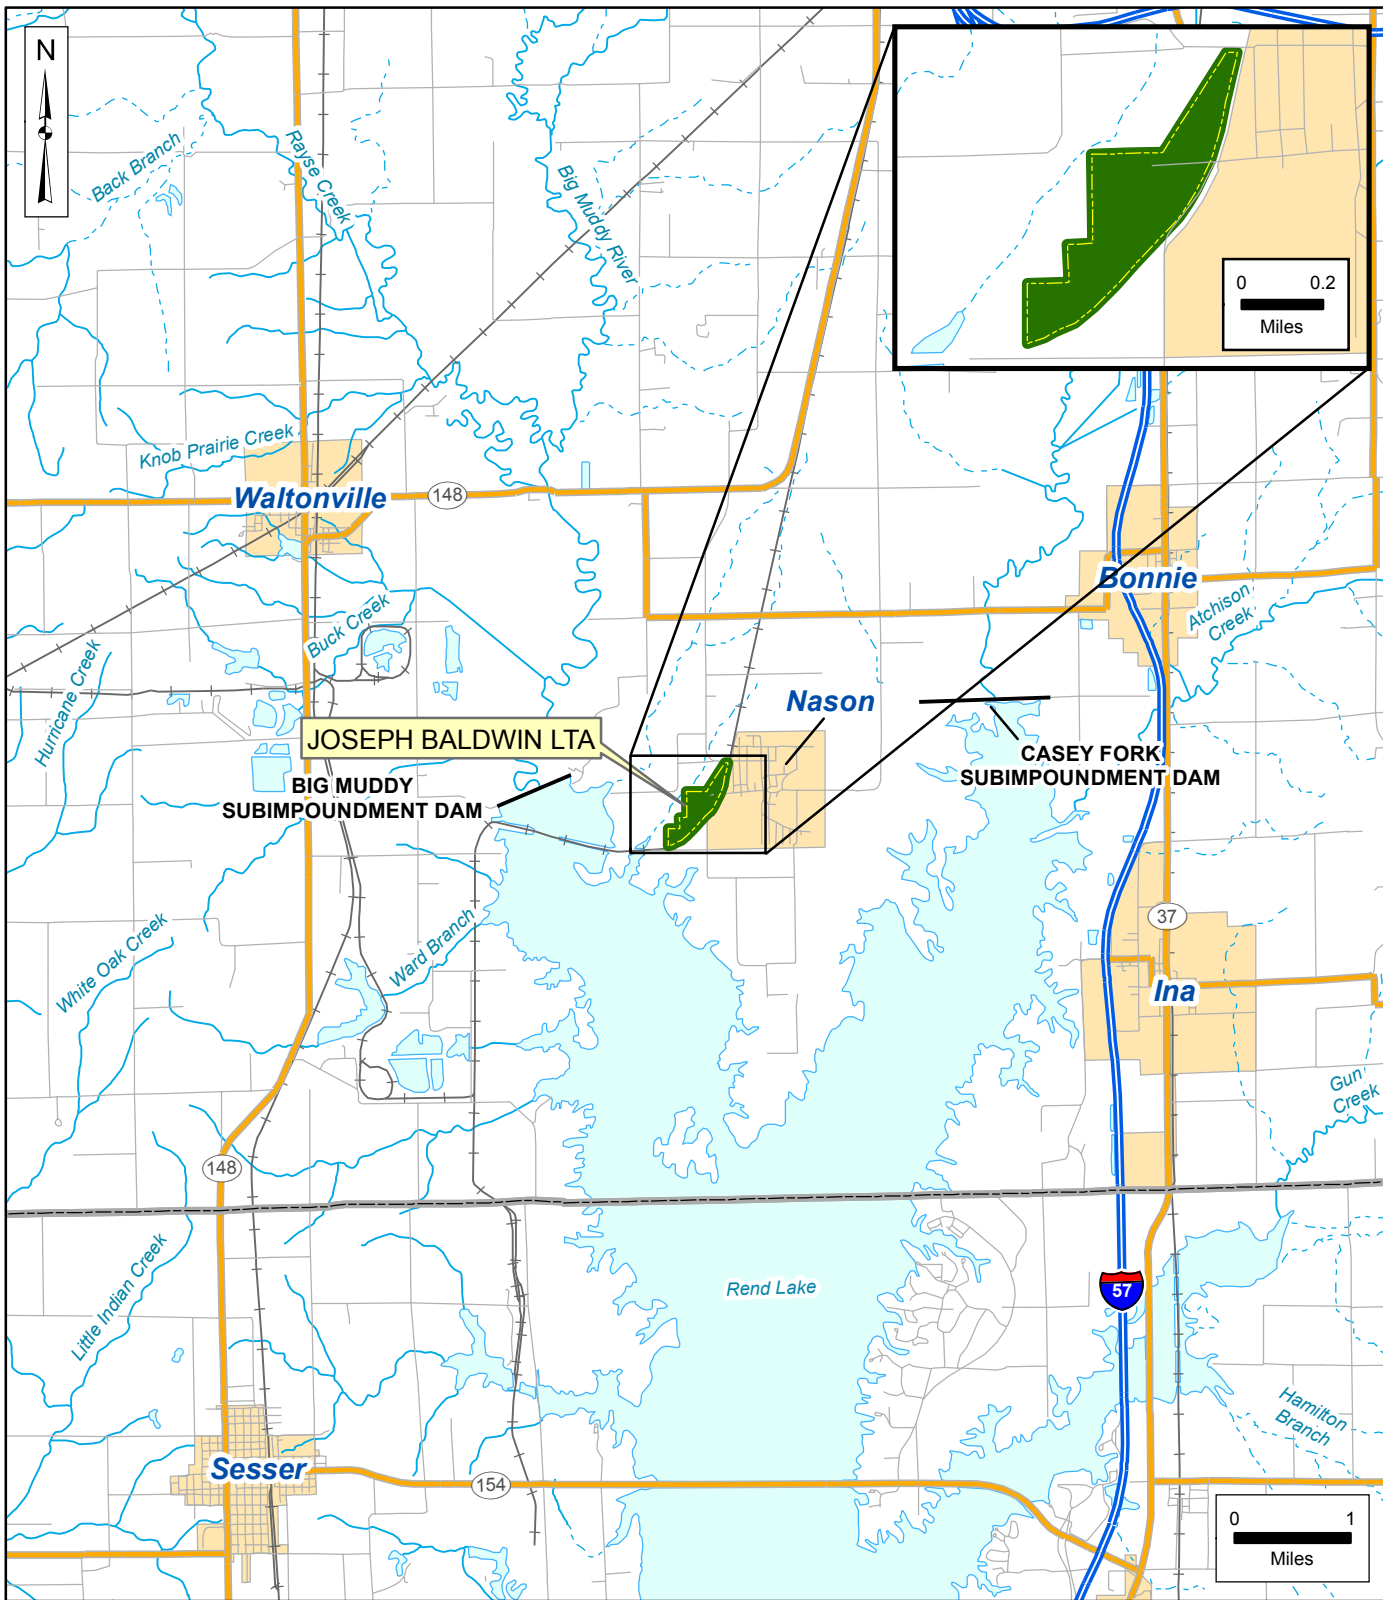 N
Back Branch
Rayse Creek
Big Muddy River
0 0.2
Miles
Knob Prairie Creek
Waltonville
148
Bonnie
Atchison
Creek
Buck Creek
Hurricane Creek
Nason
JOSEPH BALDWIN LTA
CASEY FORK
SUBIMPOUNDMENT DAM
BIG MUDDY
SUBIMPOUNDMENT DAM
37
White Oak Creek
Ward Branch
Ina
Gun
Creek
148
Little Indian Creek
Rend Lake
57
Hamilton
Branch
Sesser
154
0 1
Miles